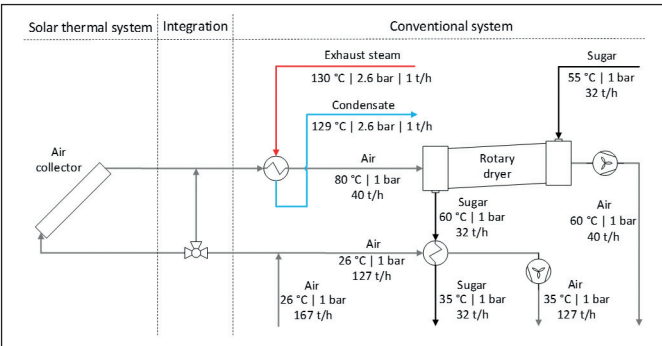 Solar thermal system
Integration
Conventional system
Exhaust steam
130 °C | 2.6 bar | 1 t/h
Sugar
55 °C | 1 bar
32 t/h
Condensate
129 °C | 2.6 bar | 1 t/h
Air
collector
Air
80 °C | 1 bar
40 t/h
Rotary
dryer
Sugar
60 °C | 1 bar
32 t/h
Air
60 °C | 1 bar
40 t/h
Air
26 °C | 1 bar
127 t/h
Air
26 °C | 1 bar
167 t/h
Sugar
35 °C | 1 bar
32 t/h
Air
35 °C | 1 bar
127 t/h